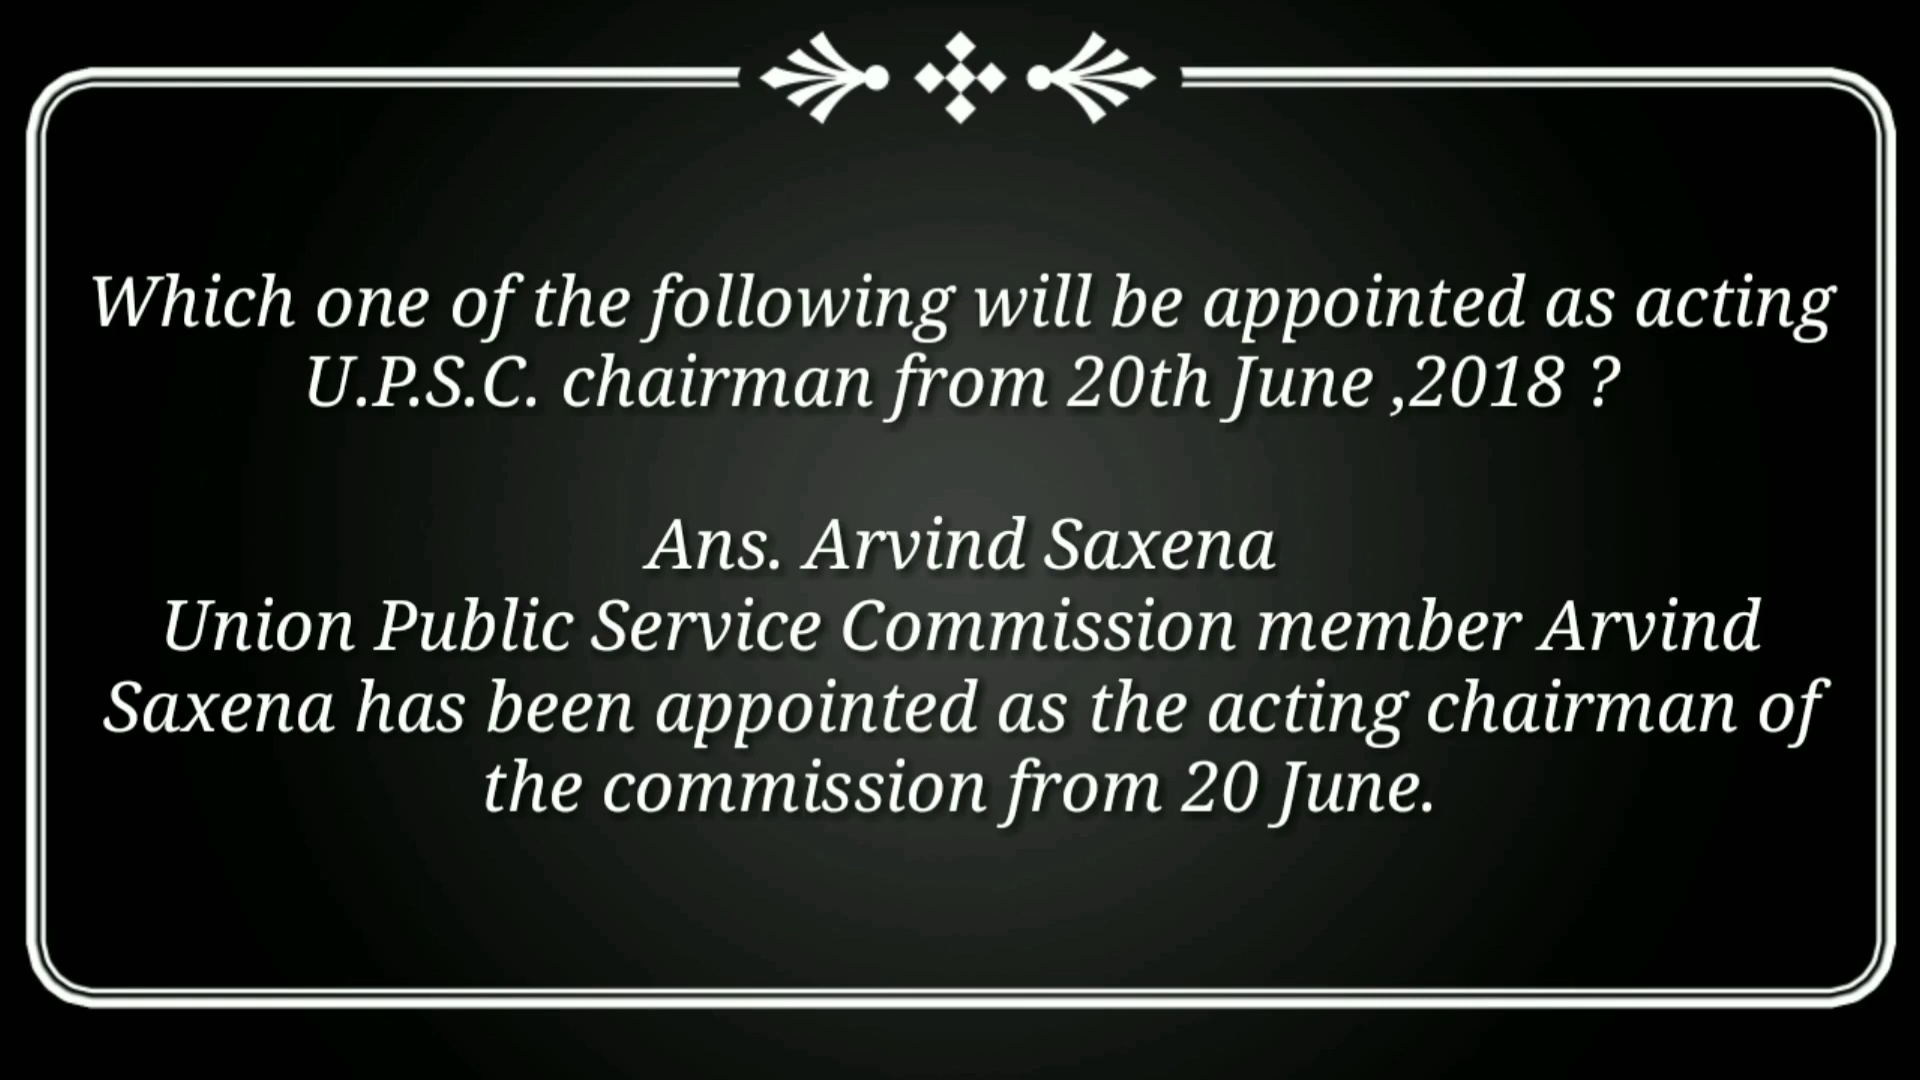 Which one of the following will be appointed as acting
U.P.S.C. chairman from 20th June ,2018 ?
Ans. Arvind Saxena
Union Public Service Commission member Arvind
Saxena has been appointed as the acting chairman of
the commission from 20 June.